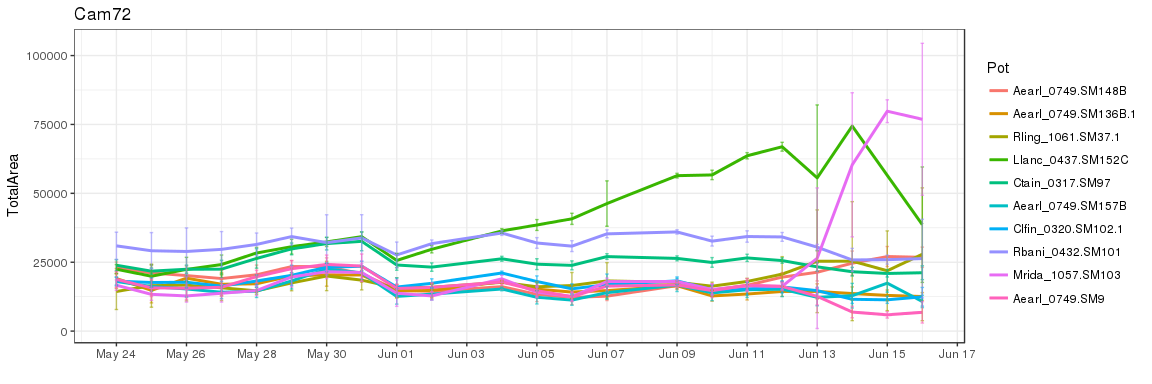 Cam72
TotalArea
100000
75000
50000
25000
0
May 24 May 26 May 28 May 30 Jun 01 Jun 03 Jun 05 Jun 07 Jun 09 Jun 11 Jun 13 Jun 15 Jun 17
Pot
Aearl_0749.SM148B
Aearl_0749.SM136B.1
Rling_1061.SM37.1
Llanc_0437.SM152C
Ctain_0317.SM97
Aearl_0749.SM157B
Clfin_0320.SM102.1
Rbani_0432.SM101
Mrida_1057.SM103
Aearl_0749.SM9